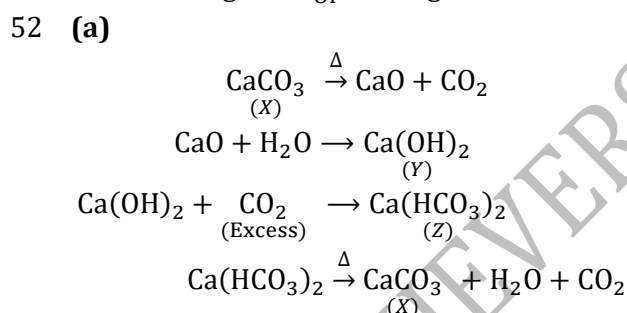 52 (a)
CaCO₃ →(Δ) CaO + CO₂
(X)
CaO + H₂O ⟶ Ca(OH)₂
(Y)
Ca(OH)₂ + CO₂ ⟶ Ca(HCO₃)₂
(Excess) (Z)
Ca(HCO₃)₂ →(Δ) CaCO₃ + H₂O + CO₂
(X)